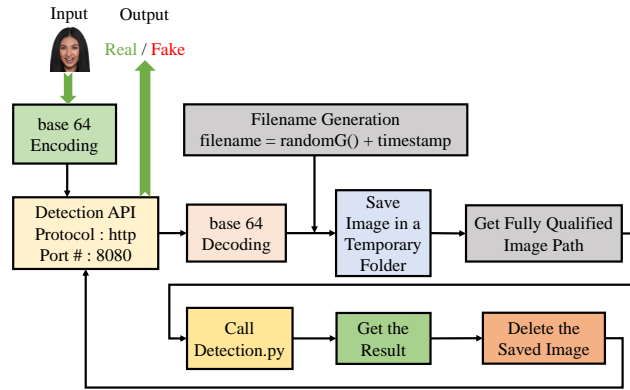 Input
Output
Real / Fake
base 64
Encoding
Filename Generation
filename = randomG() + timestamp
Detection API
Protocol : http
Port # : 8080
base 64
Decoding
Save
Image in a
Temporary
Folder
Get Fully Qualified
Image Path
Call
Detection.py
Get the
Result
Delete the
Saved Image